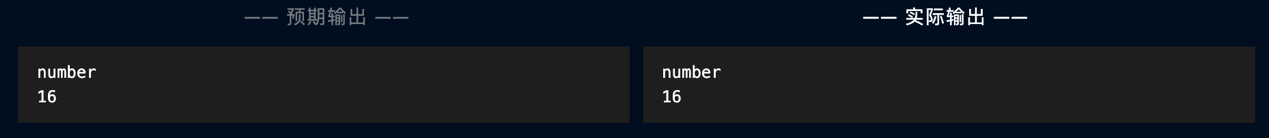 —— 预期输出 ——
number
16
—— 实际输出 ——
number
16